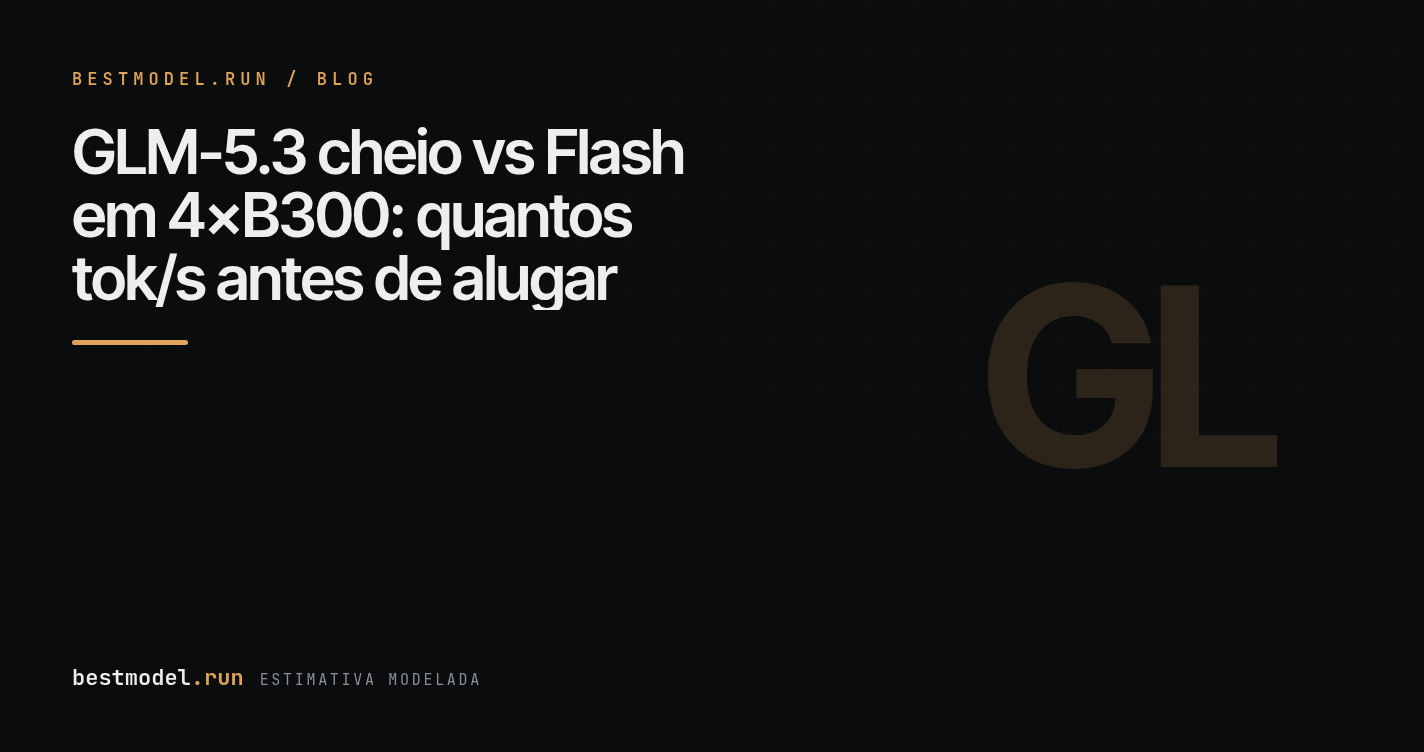 BESTMODEL.RUN / BLOG
GLM-5.3 cheio vs Flash
em 4×B300: quantos
tok/s antes de alugar
GL
bestmodel.run ESTIMATIVA MODELADA